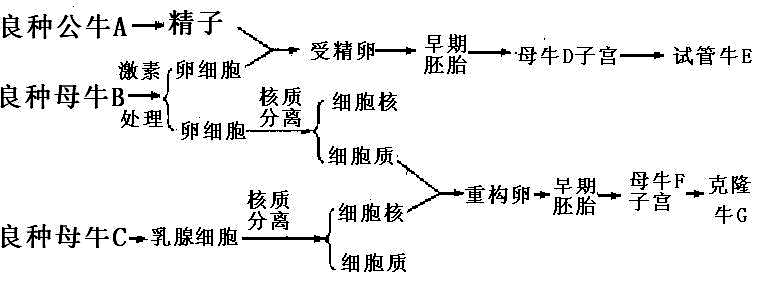 良种公牛A 精子
受精卵 早期胚胎 母牛D子宫 试管牛E
良种母牛B 激素处理 卵细胞
卵细胞 核质分离 细胞核
细胞质
重构卵 早期胚胎 母牛F子宫 克隆牛G
良种母牛C 乳腺细胞 核质分离 细胞核
细胞质